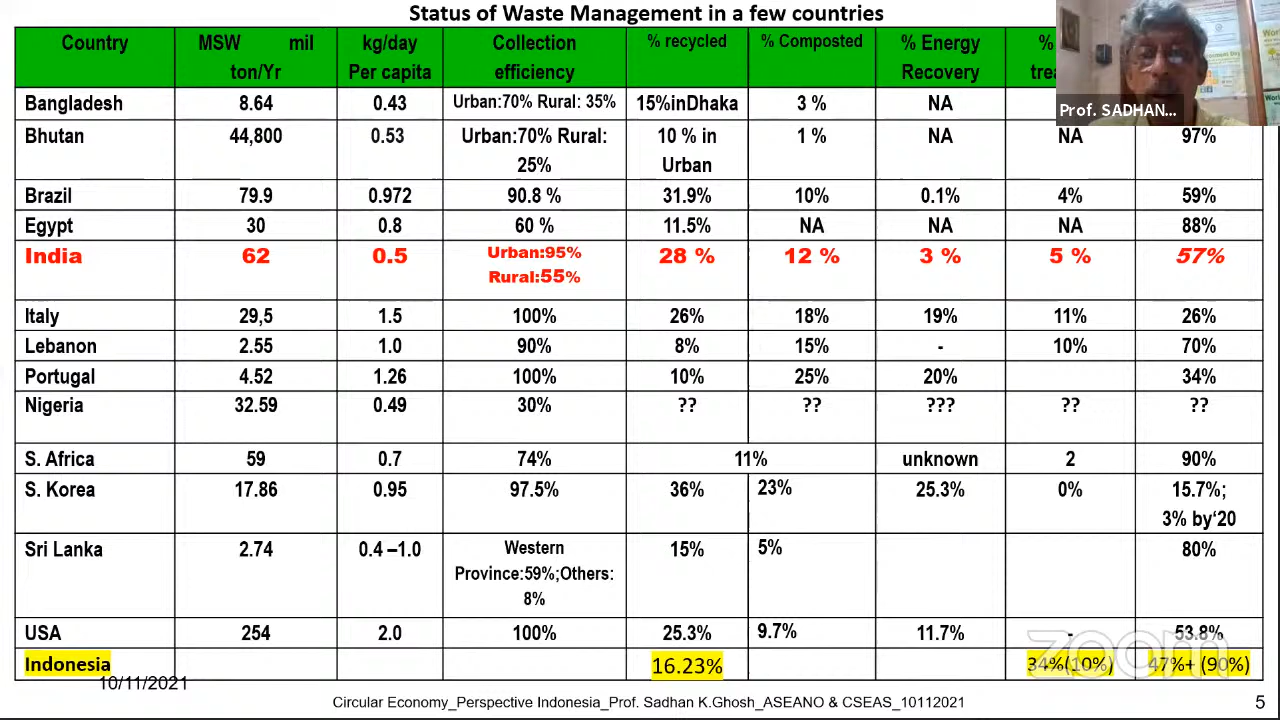 Status of Waste Management in a few countries
Country MSW mil ton/Yr kg/day Per capita Collection efficiency % recycled % Composted % Energy Recovery %
Bangladesh 8.64 0.43 Urban:70% Rural: 35% 15%inDhaka 3 % NA
Bhutan 44,800 0.53 Urban:70% Rural: 25% 10 % in Urban 1 % NA NA 97%
Brazil 79.9 0.972 90.8 % 31.9% 10% 0.1% 4% 59%
Egypt 30 0.8 60 % 11.5% NA NA NA 88%
India 62 0.5 Urban:95% Rural:55% 28 % 12 % 3 % 5 % 57%
Italy 29,5 1.5 100% 26% 18% 19% 11% 26%
Lebanon 2.55 1.0 90% 8% 15% - 10% 70%
Portugal 4.52 1.26 100% 10% 25% 20% 34%
Nigeria 32.59 0.49 30% ?? ?? ??? ?? ??
S. Africa 59 0.7 74% 11% unknown 2 90%
S. Korea 17.86 0.95 97.5% 36% 23% 25.3% 0% 15.7%; 3% by‘20
Sri Lanka 2.74 0.4 –1.0 Western Province:59%;Others: 8% 15% 5% 80%
USA 254 2.0 100% 25.3% 9.7% 11.7% - 53.8%
Indonesia 16.23% 34%(10%) 47%+ (90%)
Prof. SADHAN...
zoom
10/11/2021
Circular Economy_Perspective Indonesia_Prof. Sadhan K.Ghosh_ASEANO & CSEAS_10112021
5